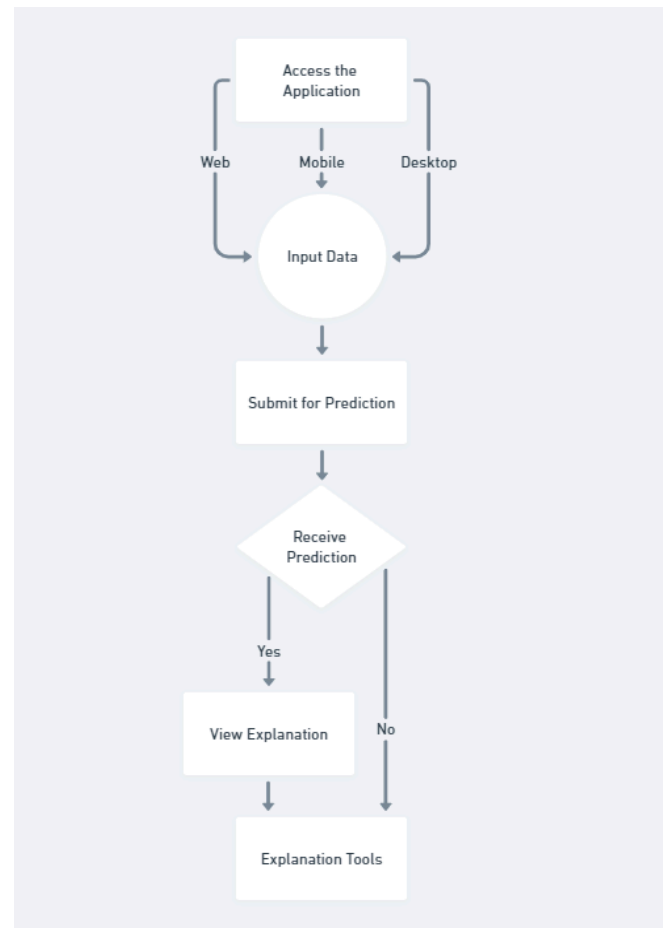 Access the
Application
Web
Mobile
Desktop
Input Data
Submit for Prediction
Receive
Prediction
Yes
View Explanation
No
Explanation Tools